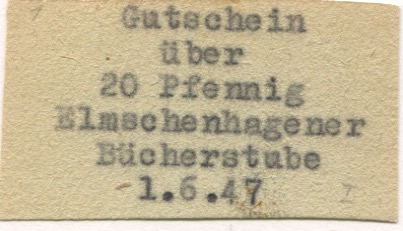 Gutschein
über
20 Pfennig
Elmschenhagener
Bücherstube
1.6.47